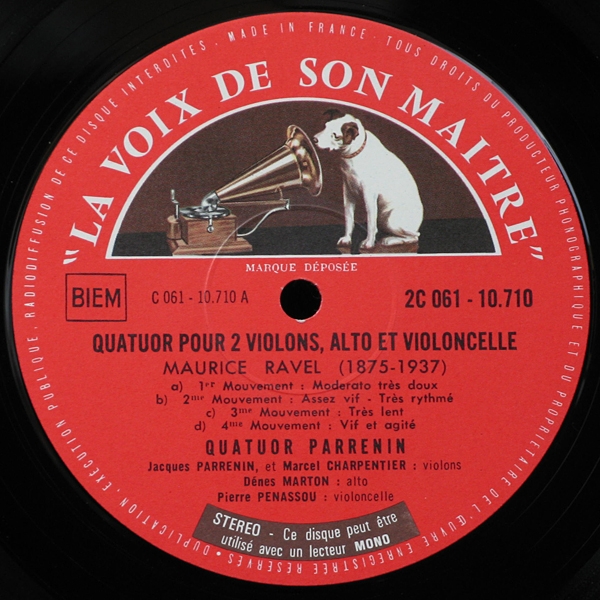 MADE IN FRANCE · TOUS DROITS DU PRODUCTEUR PHONOGRAPHIQUE ET DU PROPRIETAIRE DE L'ŒUVRE ENREGISTREE RESERVES · DUPLICATION, EXECUTION PUBLIQUE, RADIODIFFUSION DE CE DISQUE INTERDITES ·
"LA VOIX DE SON MAITRE"
MARQUE DÉPOSÉE
BIEM C 061 - 10.710 A 2C 061 - 10.710
QUATUOR POUR 2 VIOLONS, ALTO ET VIOLONCELLE
MAURICE RAVEL (1875-1937)
a) 1er Mouvement : Moderato très doux
b) 2me Mouvement : Assez vif - Très rythmé
c) 3me Mouvement : Très lent
d) 4me Mouvement : Vif et agité
QUATUOR PARRENIN
Jacques PARRENIN, et Marcel CHARPENTIER : violons
Dénes MARTON : alto
Pierre PENASSOU : violoncelle
STEREO - Ce disque peut être
utilisé avec un lecteur MONO